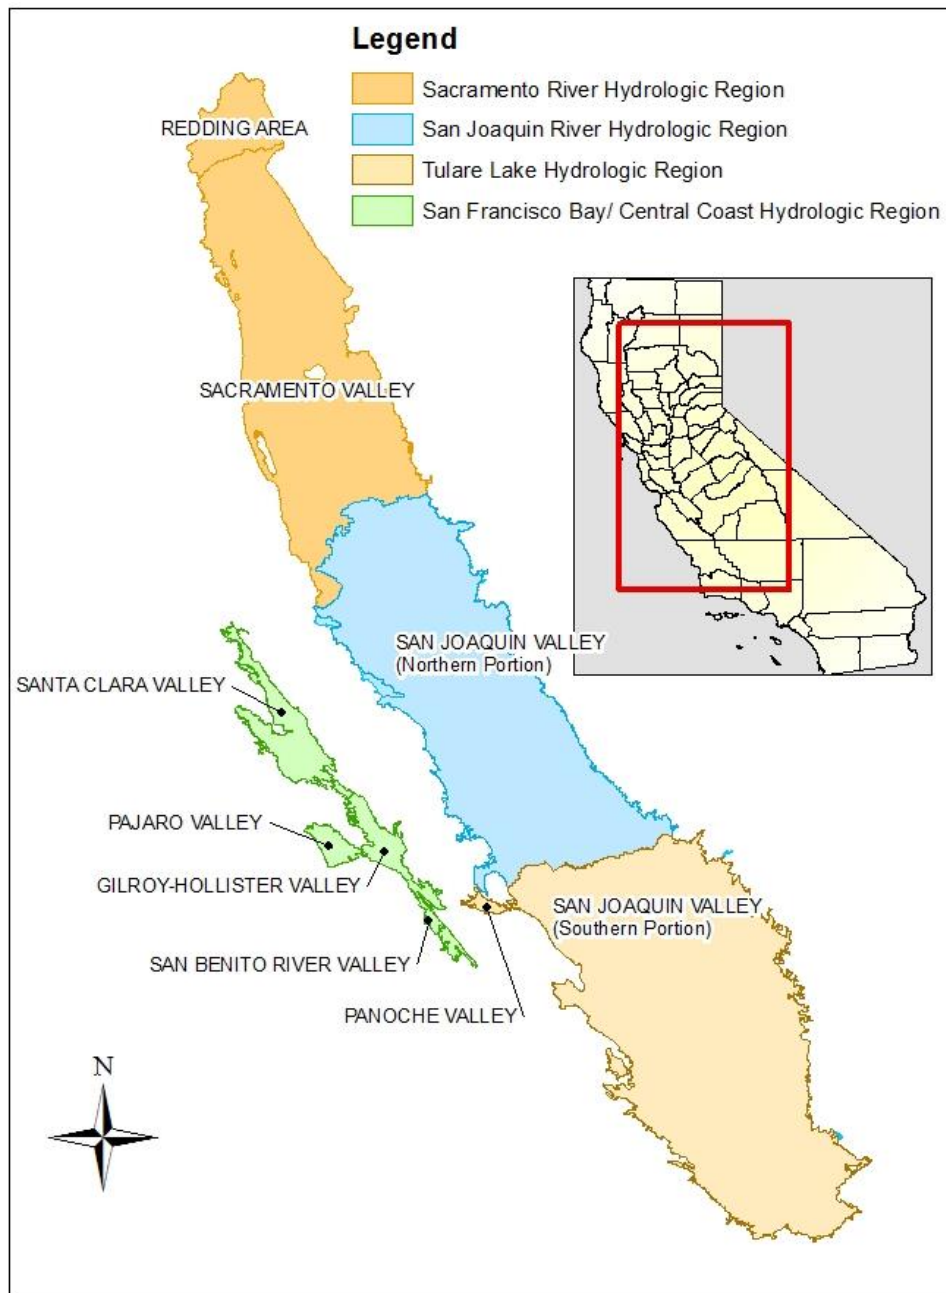 Legend
Sacramento River Hydrologic Region
San Joaquin River Hydrologic Region
Tulare Lake Hydrologic Region
San Francisco Bay/ Central Coast Hydrologic Region
REDDING AREA
SACRAMENTO VALLEY
SAN JOAQUIN VALLEY
(Northern Portion)
SANTA CLARA VALLEY
PAJARO VALLEY
GILROY-HOLLISTER VALLEY
SAN JOAQUIN VALLEY
(Southern Portion)
SAN BENITO RIVER VALLEY
PANOCHE VALLEY
N